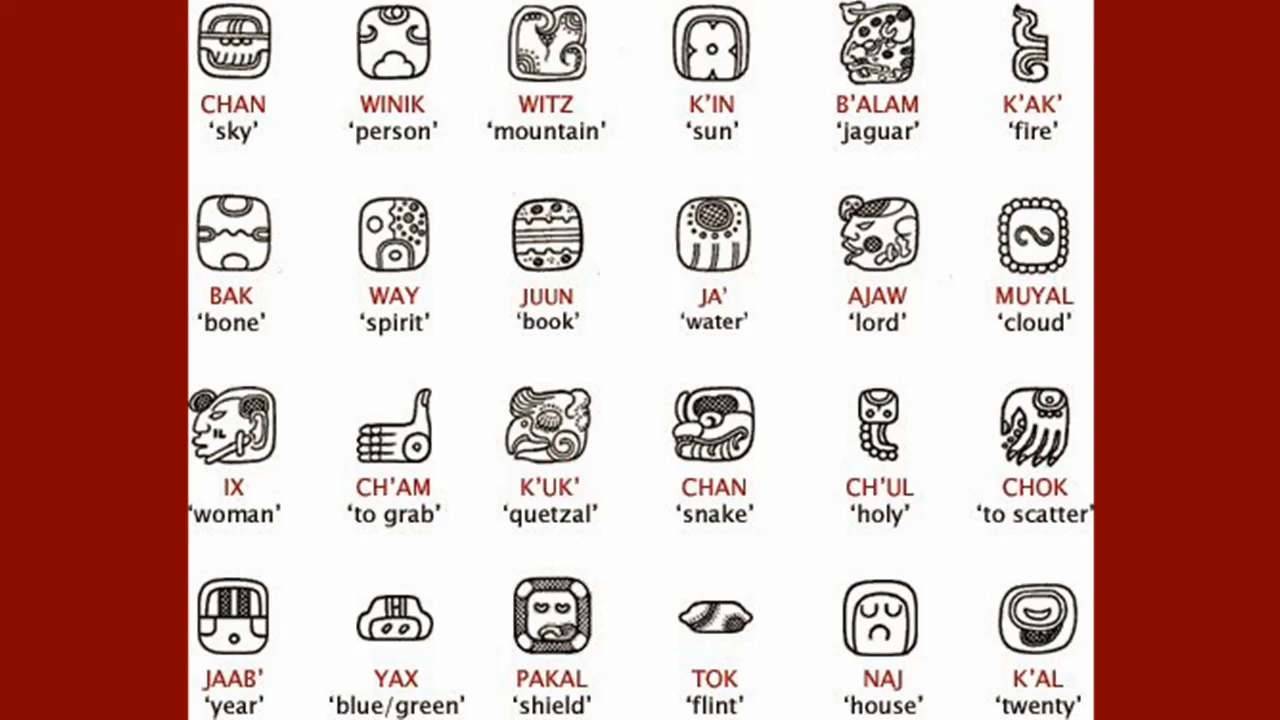 CHAN WINIK WITZ K'IN B'ALAM K'AK'
‘sky’ ‘person’ ‘mountain’ ‘sun’ ‘jaguar’ ‘fire’
BAK WAY JUUN JA' AJAW MUYAL
‘bone’ ‘spirit’ ‘book’ ‘water’ ‘lord’ ‘cloud’
IX CH'AM K'UK' CHAN CH'UL CHOK
‘woman’ ‘to grab’ ‘quetzal’ ‘snake’ ‘holy’ ‘to scatter’
JAAB' YAX PAKAL TOK NAJ K'AL
‘year’ ‘blue/green’ ‘shield’ ‘flint’ ‘house’ ‘twenty’